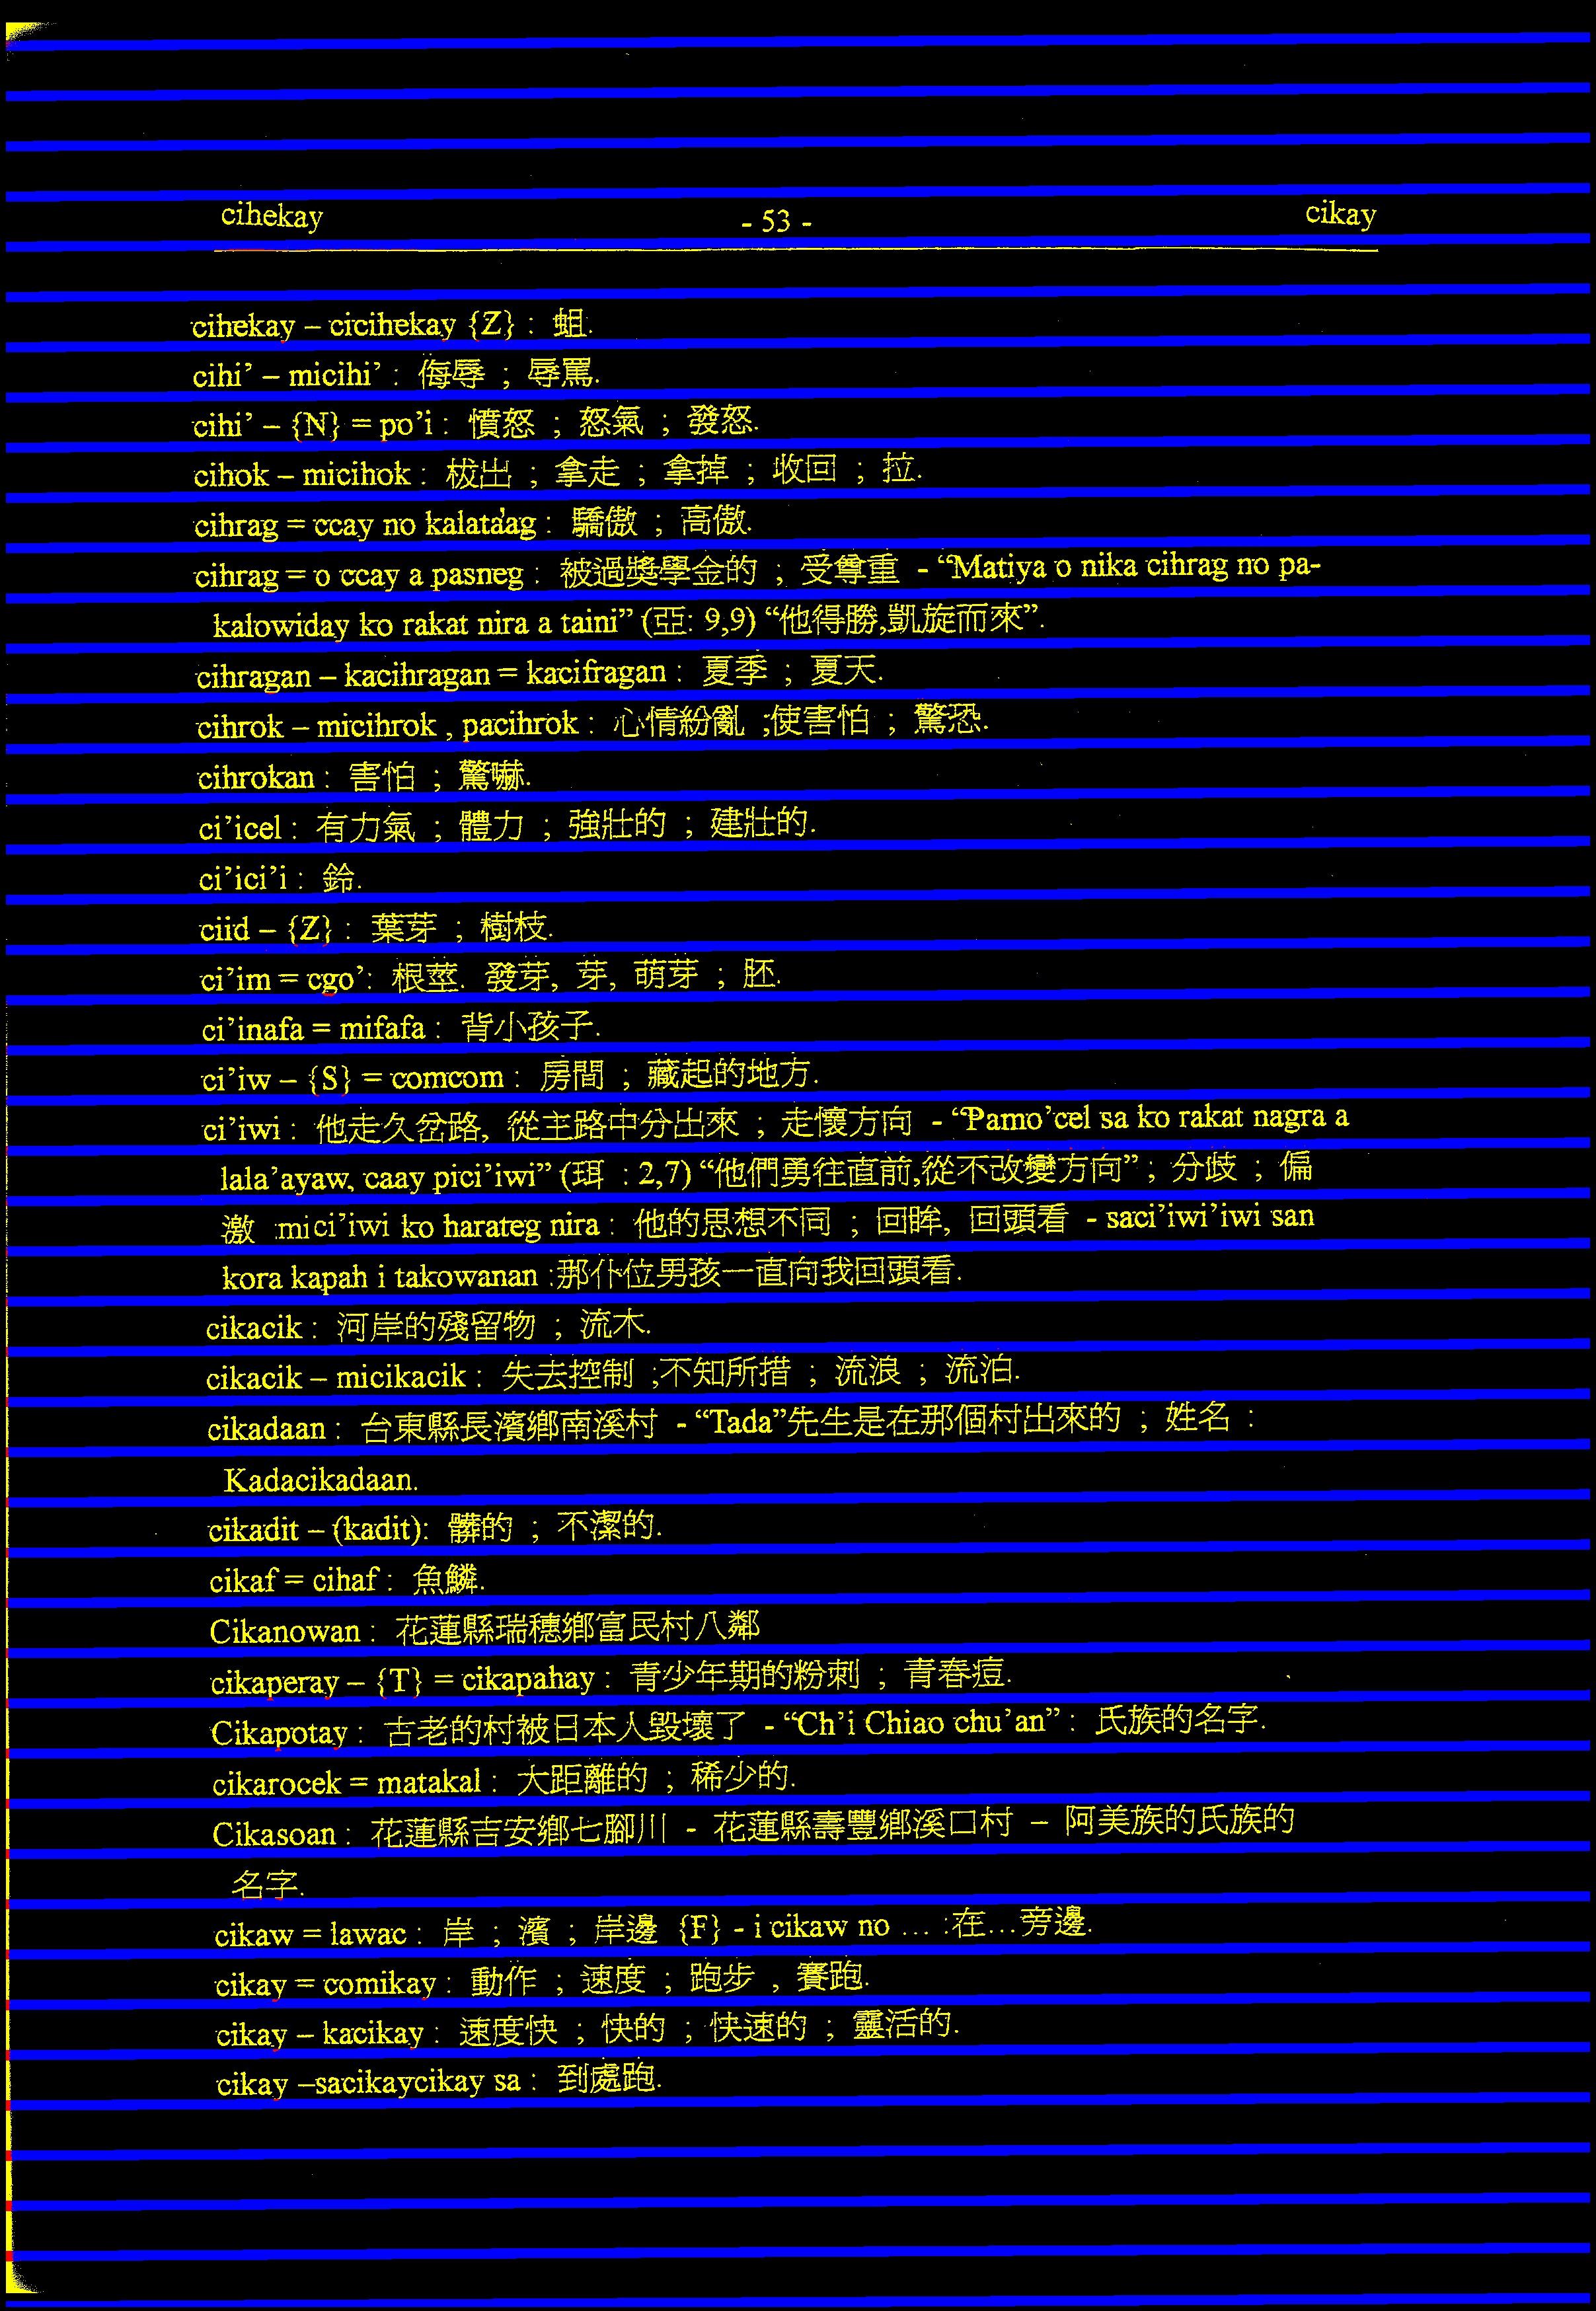 cihekay - 53 - cikay
cihekay – cicihekay {Z} : 蛆.
cihi’ – micihi’ : 侮辱 ; 辱罵.
cihi’ – {N} = po’i : 憤怒 ; 怒氣 ; 發怒.
cihok – micihok : 拔出 ; 拿走 ; 拿掉 ; 收回 ; 拉.
cihrag = ccay no kalata'ag : 驕傲 ; 高傲.
cihrag = o ccay a pasneg : 被過獎學金的 ; 受尊重 - “Matiya o nika cihrag no pa-
kalowiday ko rakat nira a taini” (亞: 9,9) “他得勝,凱旋而來”.
cihragan – kacihragan = kacifragan : 夏季 ; 夏天.
cihrok – micihrok , pacihrok : 心情紛亂 ;使害怕 ; 驚恐.
cihrokan : 害怕 ; 驚嚇.
ci’icel : 有力氣 ; 體力 ; 強壯的 ; 建壯的.
ci’ici’i : 鈴.
ciid – {Z} : 葉芽 ; 樹枝.
ci’im = cgo’: 根莖. 發芽, 芽, 萌芽 ; 胚.
ci’inafa = mifafa : 背小孩子.
ci’iw – {S} = comcom : 房間 ; 藏起的地方.
ci’iwi : 他走久岔路, 從主路中分出來 ; 走懷方向 - “Pamo’cel sa ko rakat nagra a
lala’ayaw, caay pici’iwi” (珥 : 2,7) “他們勇往直前,從不改變方向” ; 分歧 ; 偏
激 :mici’iwi ko harateg nira : 他的思想不同 ; 回眸, 回頭看 - saci’iwi’iwi san
kora kapah i takowanan :那仆位男孩一直向我回頭看.
cikacik : 河岸的殘留物 ; 流木.
cikacik – micikacik : 失去控制 ;不知所措 ; 流浪 ; 流泊.
cikadaan : 台東縣長濱鄉南溪村 - “Tada”先生是在那個村出來的 ; 姓名 :
Kadacikadaan.
cikadit – (kadit): 髒的 ; 不潔的.
cikaf = cihaf : 魚鱗.
Cikanowan : 花蓮縣瑞穗鄉富民村八鄰
cikaperay – {T} = cikapahay : 青少年期的粉刺 ; 青春痘.
Cikapotay : 古老的村被日本人毀壞了 - “Ch’i Chiao chu’an” : 氏族的名字.
cikarocek = matakal : 大距離的 ; 稀少的.
Cikasoan : 花蓮縣吉安鄉七腳川 - 花蓮縣壽豐鄉溪口村 – 阿美族的氏族的
名字.
cikaw = lawac : 岸 ; 濱 ; 岸邊 {F} - i cikaw no … :在…旁邊.
cikay = comikay : 動作 ; 速度 ; 跑步 , 賽跑.
cikay – kacikay : 速度快 ; 快的 ; 快速的 ; 靈活的.
cikay –sacikaycikay sa : 到處跑.